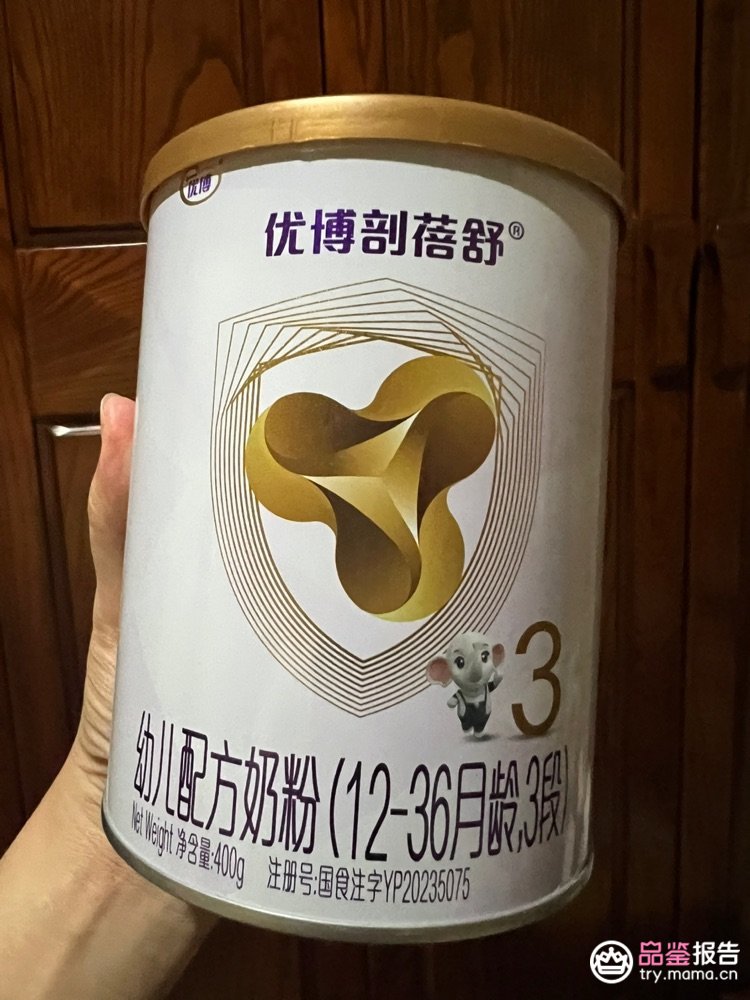 优博
优博剖蓓舒®
3
幼儿配方奶粉(12-36月龄,3段)
Net Weight 净含量:400g 注册号:国食注字YP20235075
品鉴报告
try.mama.cn